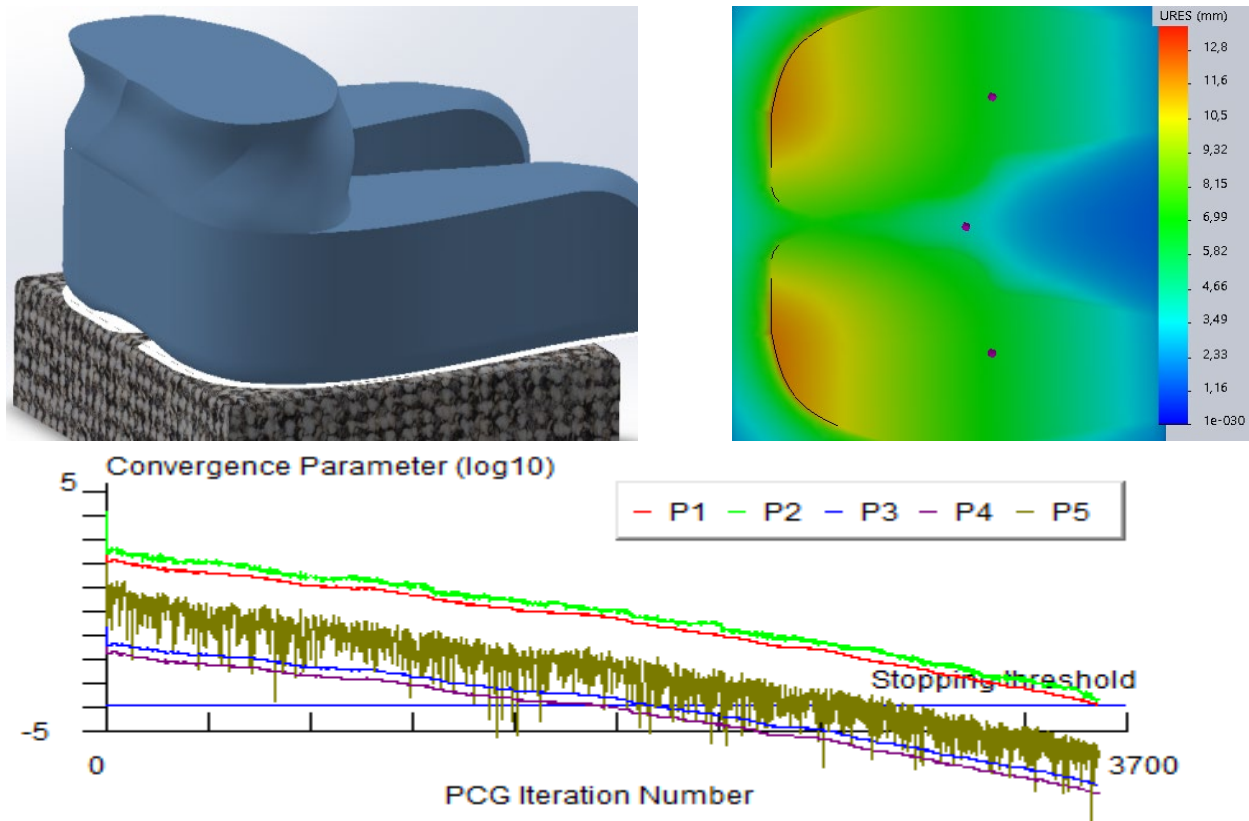 URES (mm)
12,8
11,6
10,5
9,32
8,15
6,99
5,82
4,66
3,49
2,33
1,16
1e-030
Convergence Parameter (log10)
5
P1 P2 P3 P4 P5
Stopping threshold
-5
0
3700
PCG Iteration Number